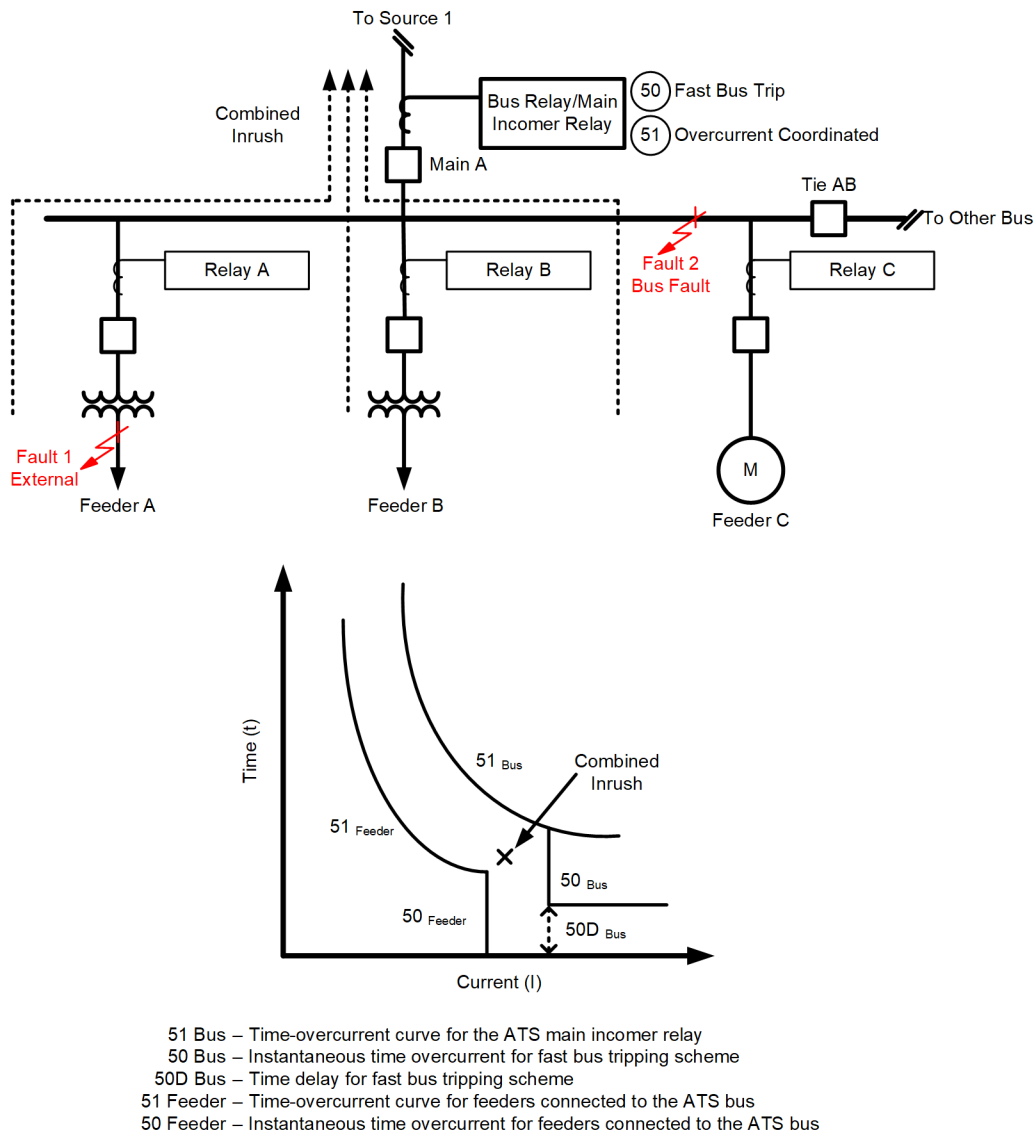 To Source 1
Combined
Inrush
Bus Relay/Main
Incomer Relay
50
Fast Bus Trip
51
Overcurrent Coordinated
Main A
Tie AB
To Other Bus
Relay A
Relay B
Fault 2
Bus Fault
Relay C
Fault 1
External
Feeder A
Feeder B
M
Feeder C
Time (t)
51 Bus
Combined
Inrush
51 Feeder
50 Bus
50 Feeder
50D Bus
Current (I)
51 Bus – Time-overcurrent curve for the ATS main incomer relay
50 Bus – Instantaneous time overcurrent for fast bus tripping scheme
50D Bus – Time delay for fast bus tripping scheme
51 Feeder – Time-overcurrent curve for feeders connected to the ATS bus
50 Feeder – Instantaneous time overcurrent for feeders connected to the ATS bus